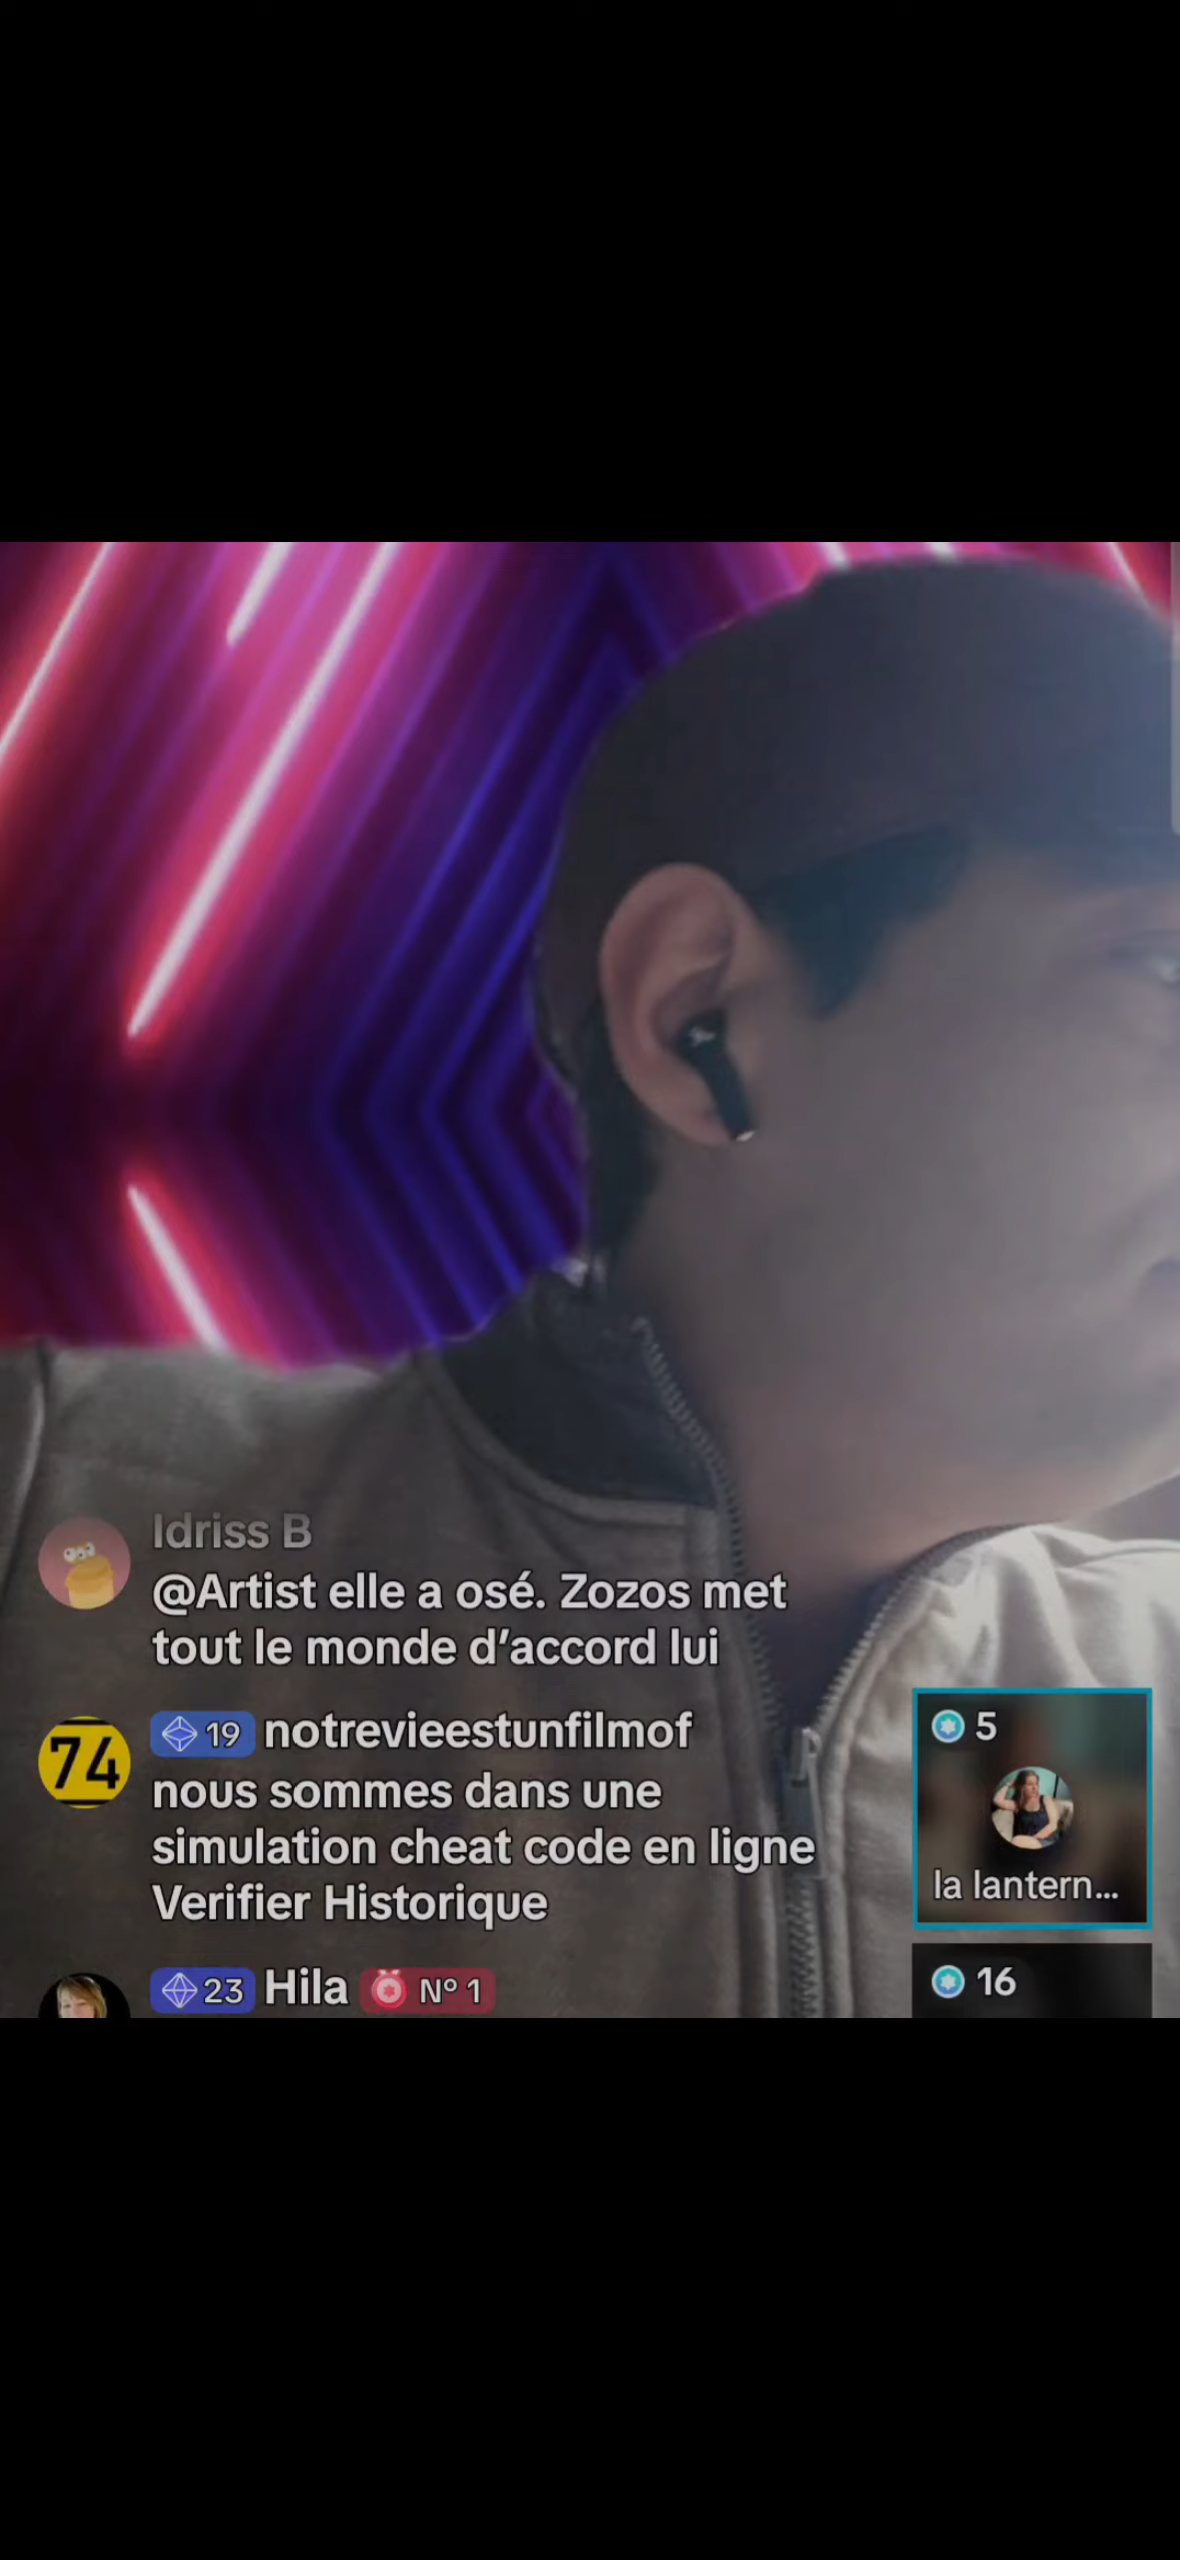 Idriss B
@Artist elle a osé. Zozos met
tout le monde d’accord lui
74
19 notrevieestunfilmof
nous sommes dans une
simulation cheat code en ligne
Verifier Historique
5
la lantern...
23 Hila Nº 1
16